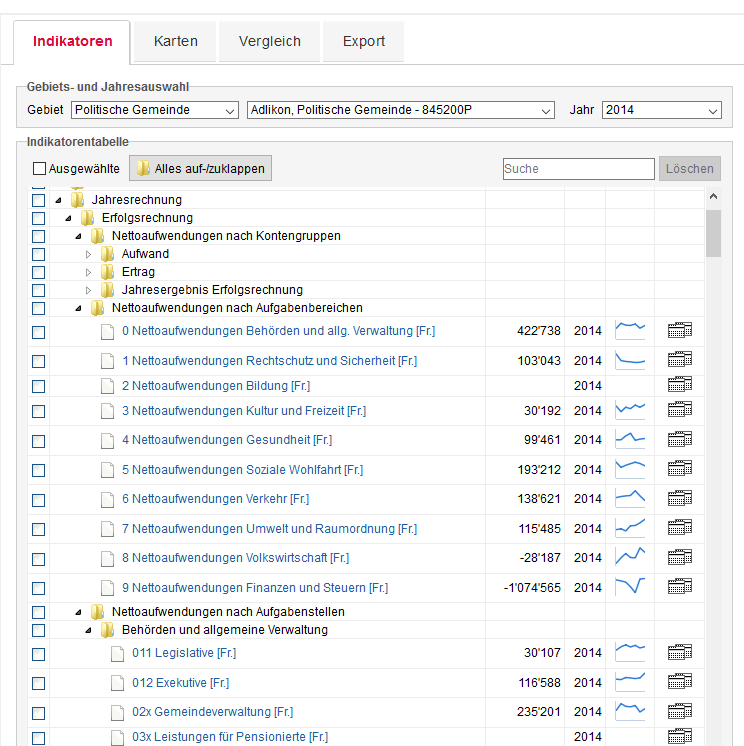 Indikatoren Karten Vergleich Export
Gebiets- und Jahresauswahl
Gebiet Politische Gemeinde Adlikon, Politische Gemeinde - 845200P Jahr 2014
Indikatorentabelle
Ausgewählte Alles auf-/zuklappen Suche Löschen
Jahresrechnung
Erfolgsrechnung
Nettoaufwendungen nach Kontengruppen
Aufwand
Ertrag
Jahresergebnis Erfolgsrechnung
Nettoaufwendungen nach Aufgabenbereichen
0 Nettoaufwendungen Behörden und allg. Verwaltung [Fr.] 422'738 2014
1 Nettoaufwendungen Rechtschutz und Sicherheit [Fr.] 103'043 2014
2 Nettoaufwendungen Bildung [Fr.] 2014
3 Nettoaufwendungen Kultur und Freizeit [Fr.] 30'192 2014
4 Nettoaufwendungen Gesundheit [Fr.] 99'461 2014
5 Nettoaufwendungen Soziale Wohlfahrt [Fr.] 193'212 2014
6 Nettoaufwendungen Verkehr [Fr.] 138'621 2014
7 Nettoaufwendungen Umwelt und Raumordnung [Fr.] 115'485 2014
8 Nettoaufwendungen Volkswirtschaft [Fr.] -28'187 2014
9 Nettoaufwendungen Finanzen und Steuern [Fr.] -1'074'565 2014
Nettoaufwendungen nach Aufgabenstellen
Behörden und allgemeine Verwaltung
011 Legislative [Fr.] 30'107 2014
012 Exekutive [Fr.] 116'588 2014
02x Gemeindeverwaltung [Fr.] 235'201 2014
03x Leistungen für Pensionierte [Fr.] 2014